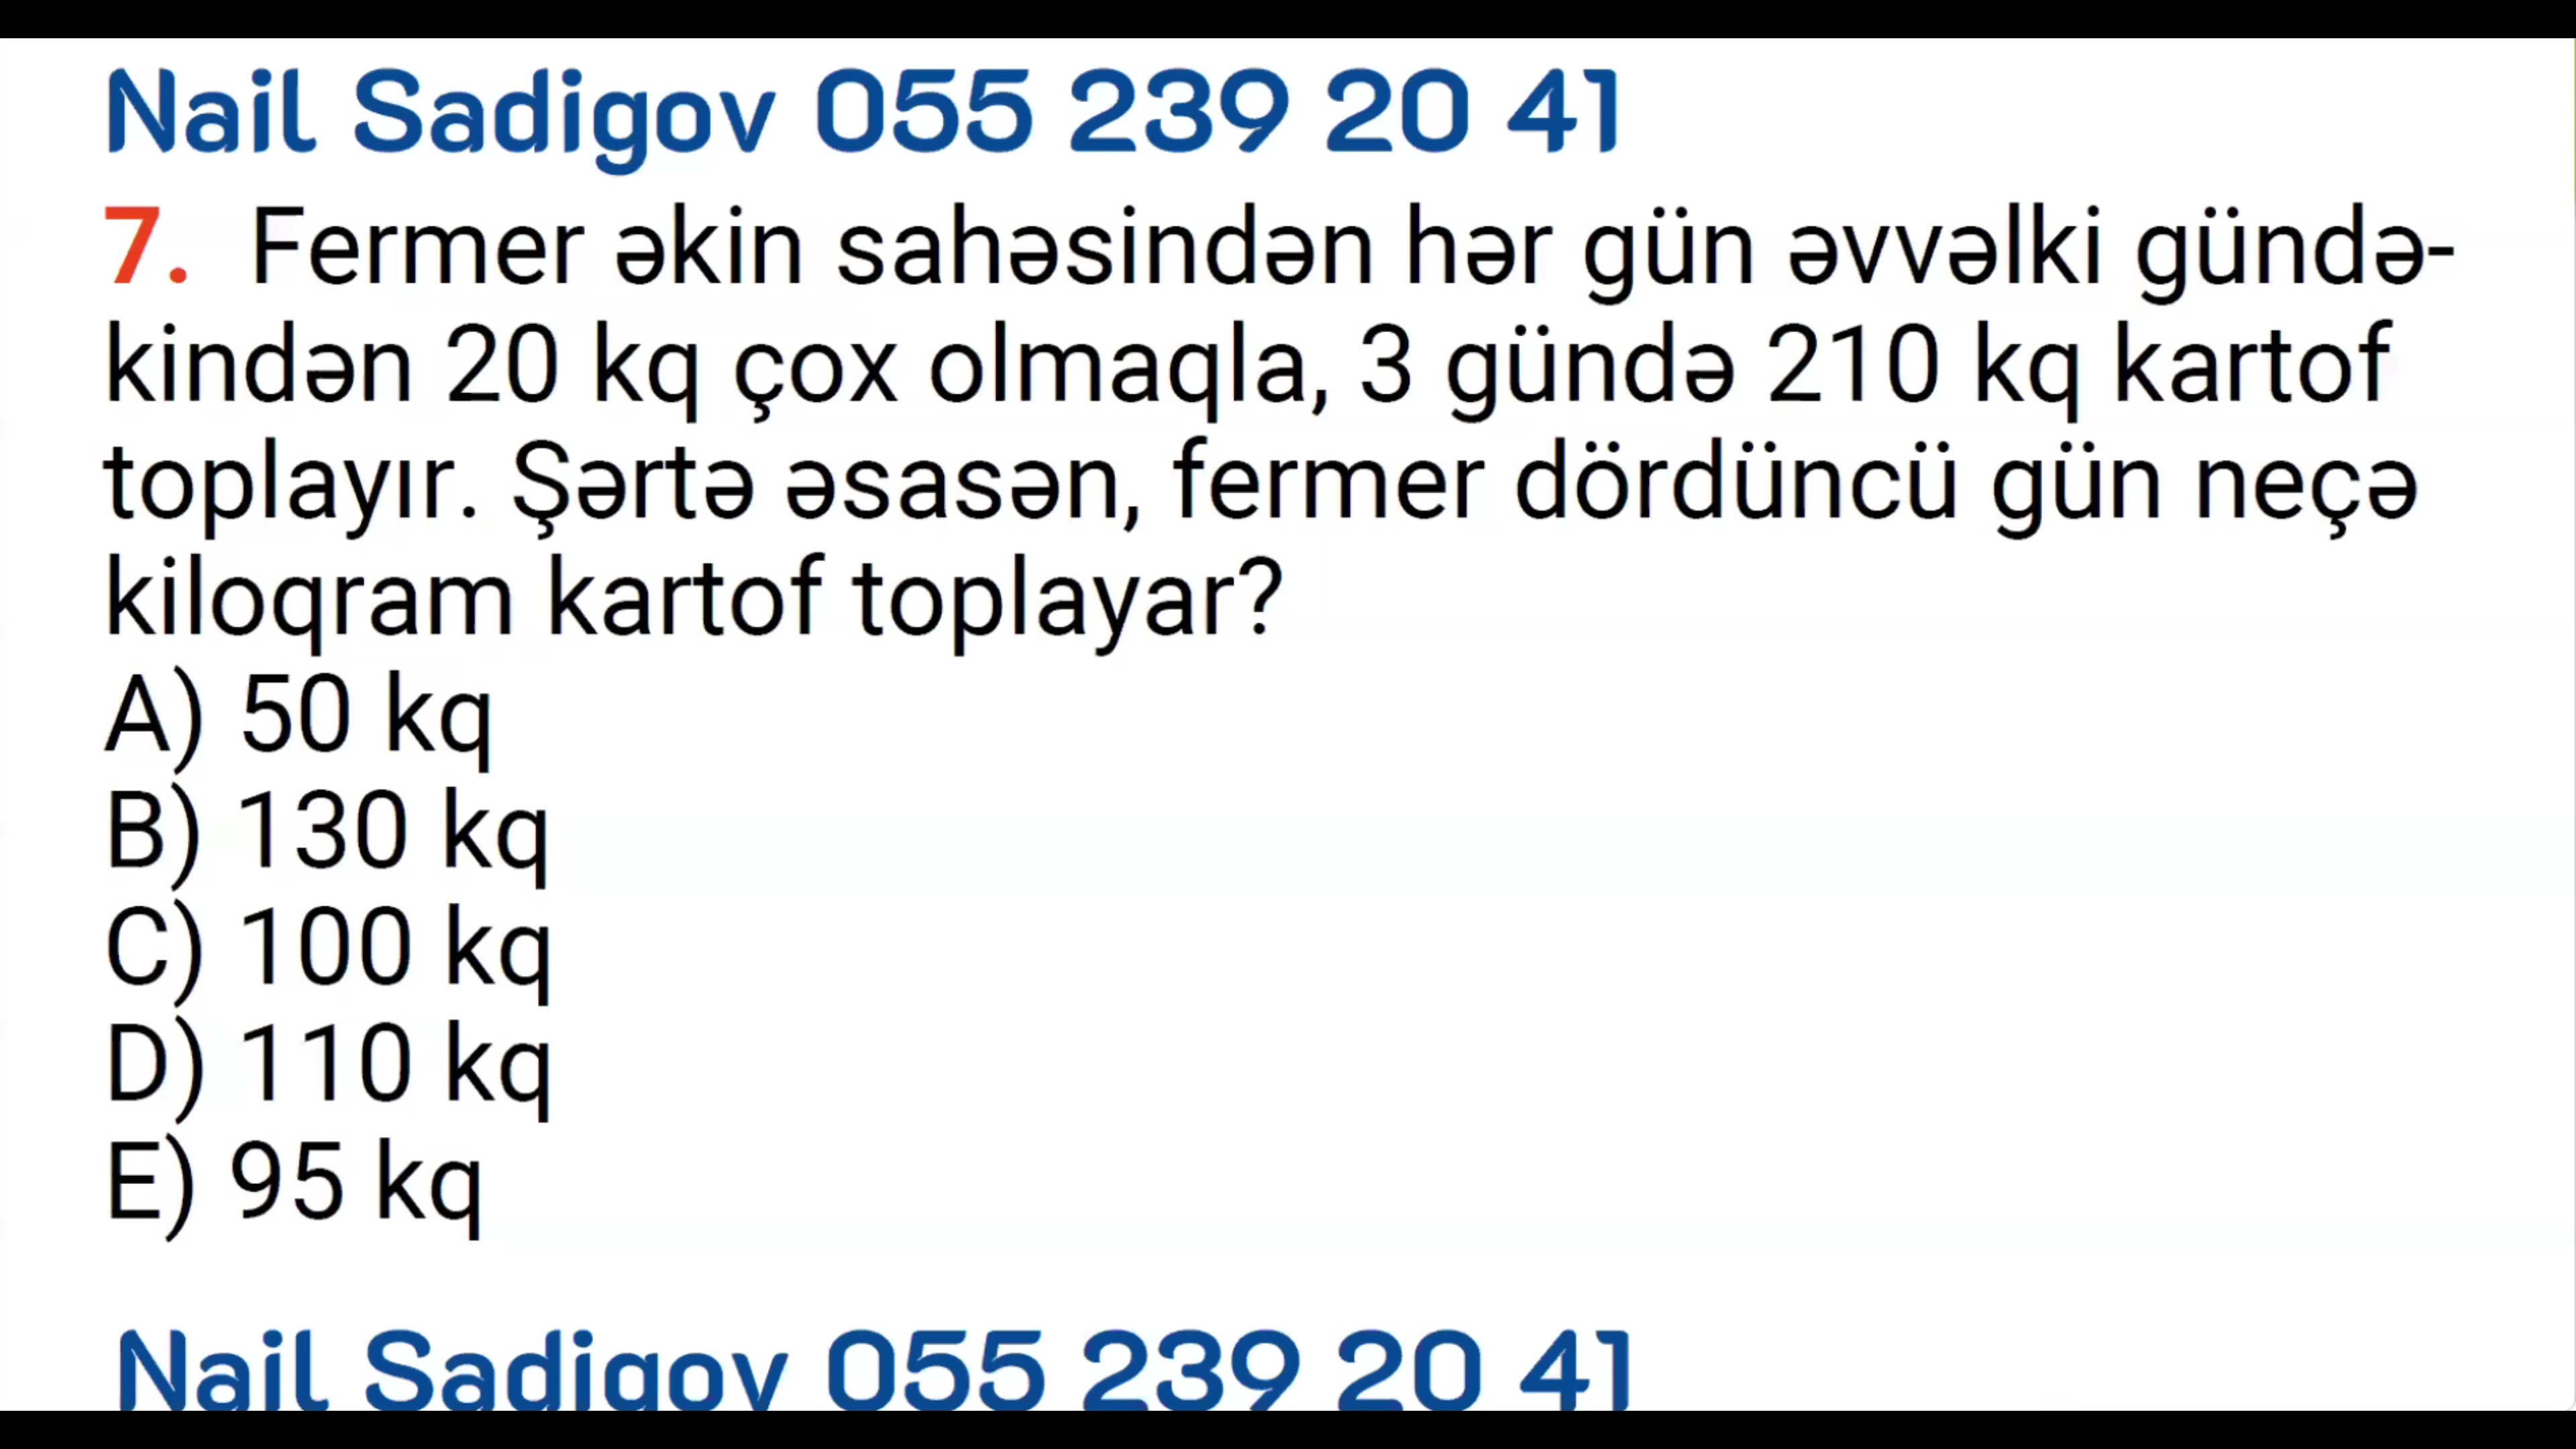 Nail Sadigov 055 239 20 41
7. Fermer əkin sahəsindən hər gün əvvəlki gündə-
kindən 20 kq çox olmaqla, 3 gündə 210 kq kartof
toplayır. Şərtə əsasən, fermer dördüncü gün neçə
kiloqram kartof toplayar?
A) 50 kq
B) 130 kq
C) 100 kq
D) 110 kq
E) 95 kq
Nail Sadigov 055 239 20 41